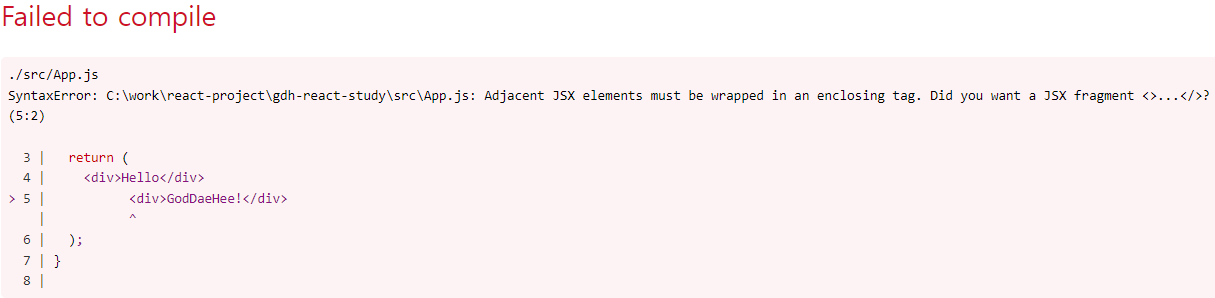 Failed to compile
./src/App.js
SyntaxError: C:\work\react-project\gdh-react-study\src\App.js: Adjacent JSX elements must be wrapped in an enclosing tag. Did you want a JSX fragment <>...</>?
(5:2)
  3 |   return (
  4 |     <div>Hello</div>
> 5 |           <div>GodDaeHee!</div>
    |           ^
  6 |   );
  7 | }
  8 |